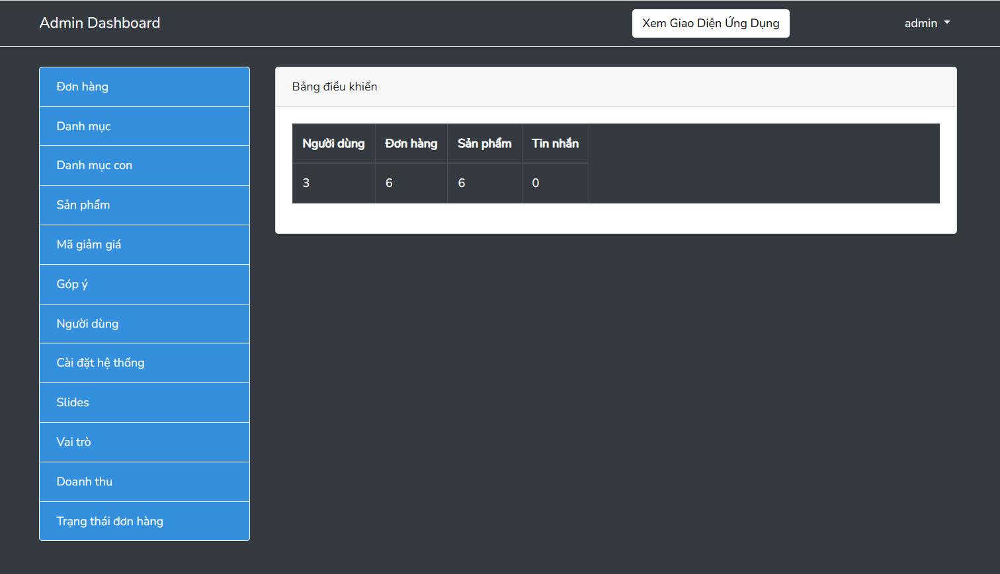 Admin Dashboard
Xem Giao Diện Ứng Dụng
admin
Đơn hàng
Danh mục
Danh mục con
Sản phẩm
Mã giảm giá
Góp ý
Người dùng
Cài đặt hệ thống
Slides
Vai trò
Doanh thu
Trạng thái đơn hàng
Bảng điều khiển
Người dùng Đơn hàng Sản phẩm Tin nhắn
3 6 6 0